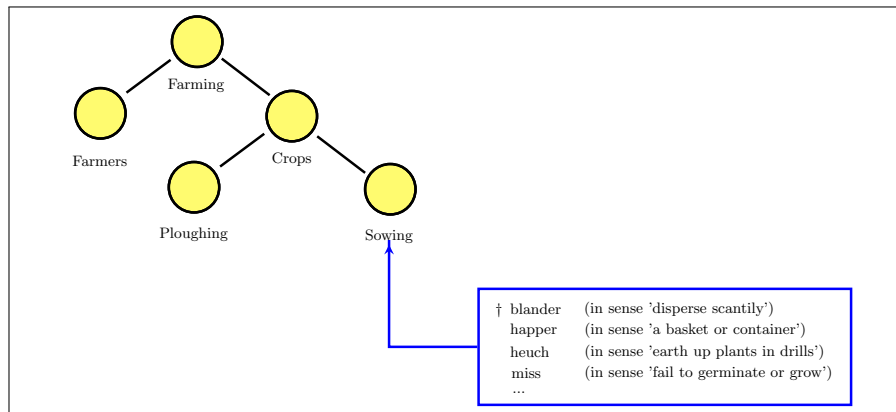 Farming
Farmers
Crops
Ploughing
Sowing
† blander (in sense 'disperse scantily')
happer (in sense 'a basket or container')
heuch (in sense 'earth up plants in drills')
miss (in sense 'fail to germinate or grow')
...